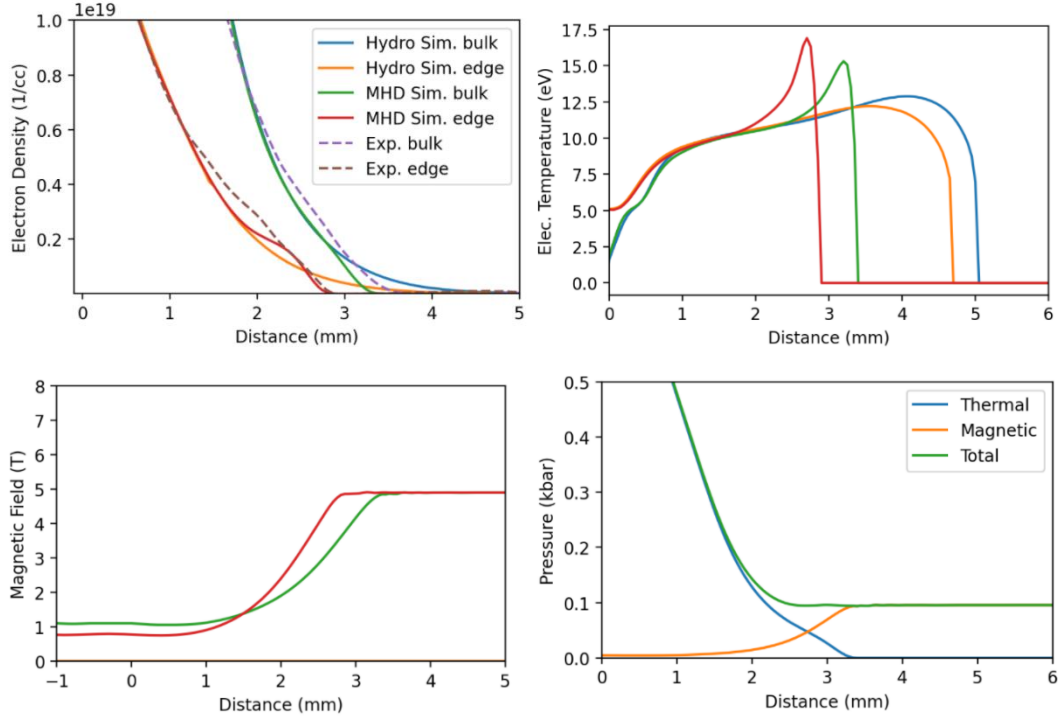 1e19
1.0
0.8
0.6
0.4
0.2
Electron Density (1/cc)
Hydro Sim. bulk
Hydro Sim. edge
MHD Sim. bulk
MHD Sim. edge
Exp. bulk
Exp. edge
0 1 2 3 4 5
Distance (mm)
17.5
15.0
12.5
10.0
7.5
5.0
2.5
0.0
Elec. Temperature (eV)
0 1 2 3 4 5 6
Distance (mm)
8
7
6
5
4
3
2
1
0
Magnetic Field (T)
−1 0 1 2 3 4 5
Distance (mm)
0.5
0.4
0.3
0.2
0.1
0.0
Pressure (kbar)
Thermal
Magnetic
Total
0 1 2 3 4 5 6
Distance (mm)